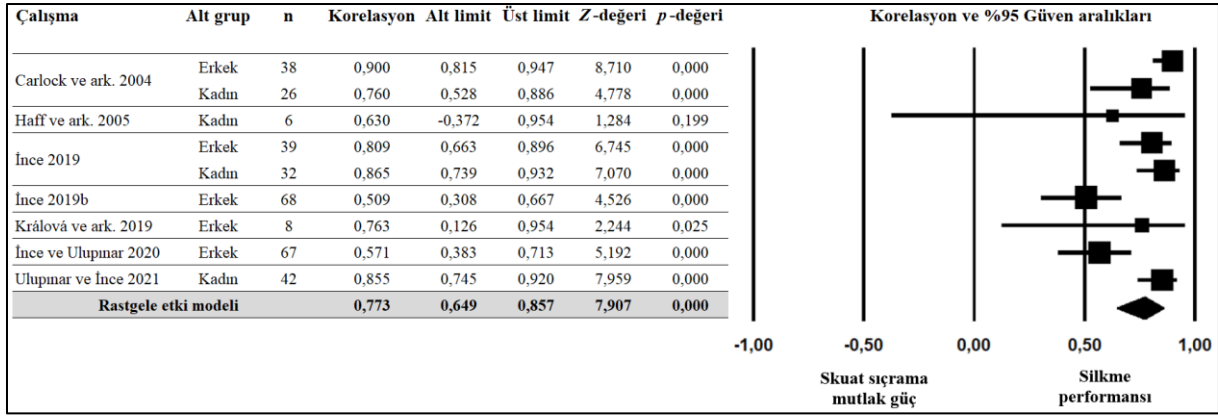 Çalışma Alt grup n Korelasyon Alt limit Üst limit Z-değeri p-değeri Korelasyon ve %95 Güven aralıkları
Carlock ve ark. 2004 Erkek 38 0,900 0,815 0,947 8,710 0,000
Kadın 26 0,760 0,528 0,886 4,778 0,000
Haff ve ark. 2005 Kadın 6 0,630 -0,372 0,954 1,284 0,199
İnce 2019 Erkek 39 0,809 0,663 0,896 6,745 0,000
Kadın 32 0,865 0,739 0,932 7,070 0,000
İnce 2019b Erkek 68 0,509 0,308 0,667 4,526 0,000
Králová ve ark. 2019 Erkek 8 0,763 0,126 0,954 2,244 0,025
İnce ve Ulupınar 2020 Erkek 67 0,571 0,383 0,713 5,192 0,000
Ulupınar ve İnce 2021 Kadın 42 0,855 0,745 0,920 7,959 0,000
Rastgele etki modeli 0,773 0,649 0,857 7,907 0,000
-1,00 -0,50 0,00 0,50 1,00
Skuat sıçrama Silkme
mutlak güç performansı